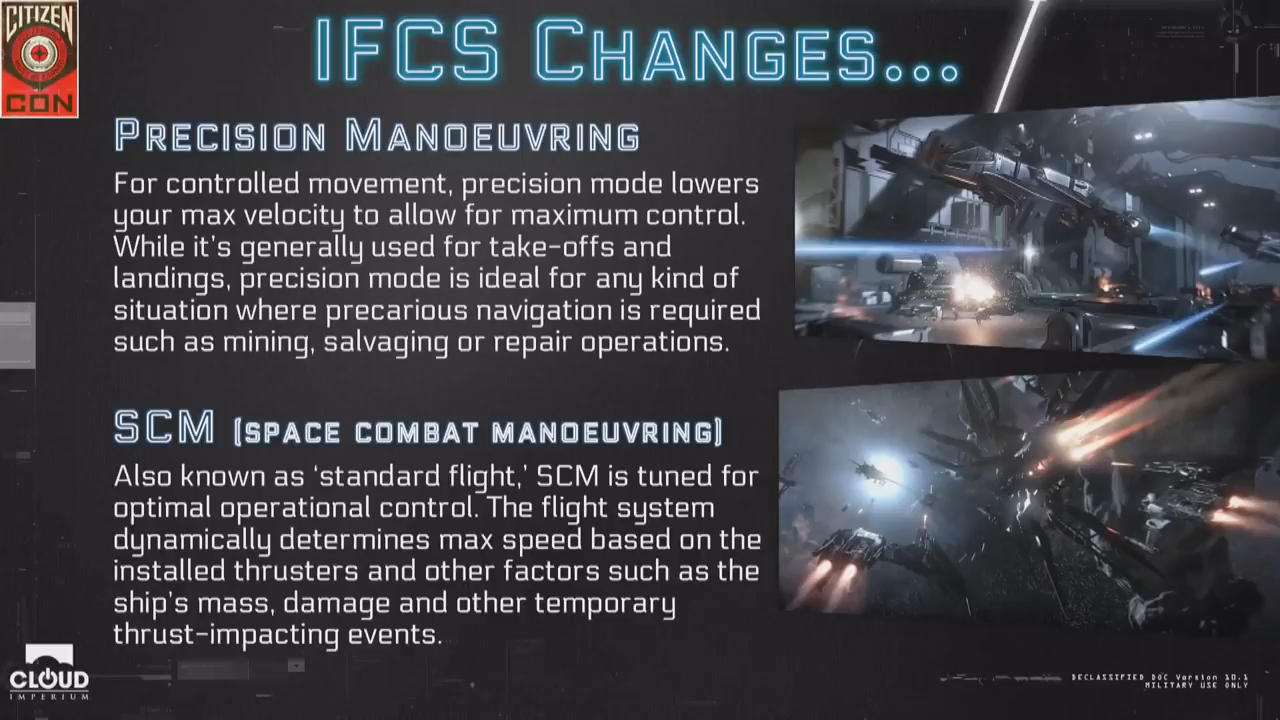 CITIZEN
CON
IFCS CHANGES...
PRECISION MANOEUVRING
For controlled movement, precision mode lowers
your max velocity to allow for maximum control.
While it's generally used for take-offs and
landings, precision mode is ideal for any kind of
situation where precarious navigation is required
such as mining, salvaging or repair operations.
SCM (SPACE COMBAT MANOEUVRING)
Also known as ‘standard flight,’ SCM is tuned for
optimal operational control. The flight system
dynamically determines max speed based on the
installed thrusters and other factors such as the
ship's mass, damage and other temporary
thrust-impacting events.
CLOUD
IMPERIUM
DECLASSIFIED DOC Version 10.1
MILITARY USE ONLY